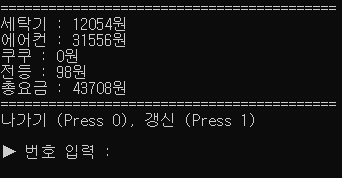 ==========================================
세탁기 : 12054원
에어컨 : 31556원
쿠쿠 : 0원
전등 : 98원
총요금 : 43708원
==========================================
나가기 (Press 0), 갱신 (Press 1)
▶ 번호 입력 :